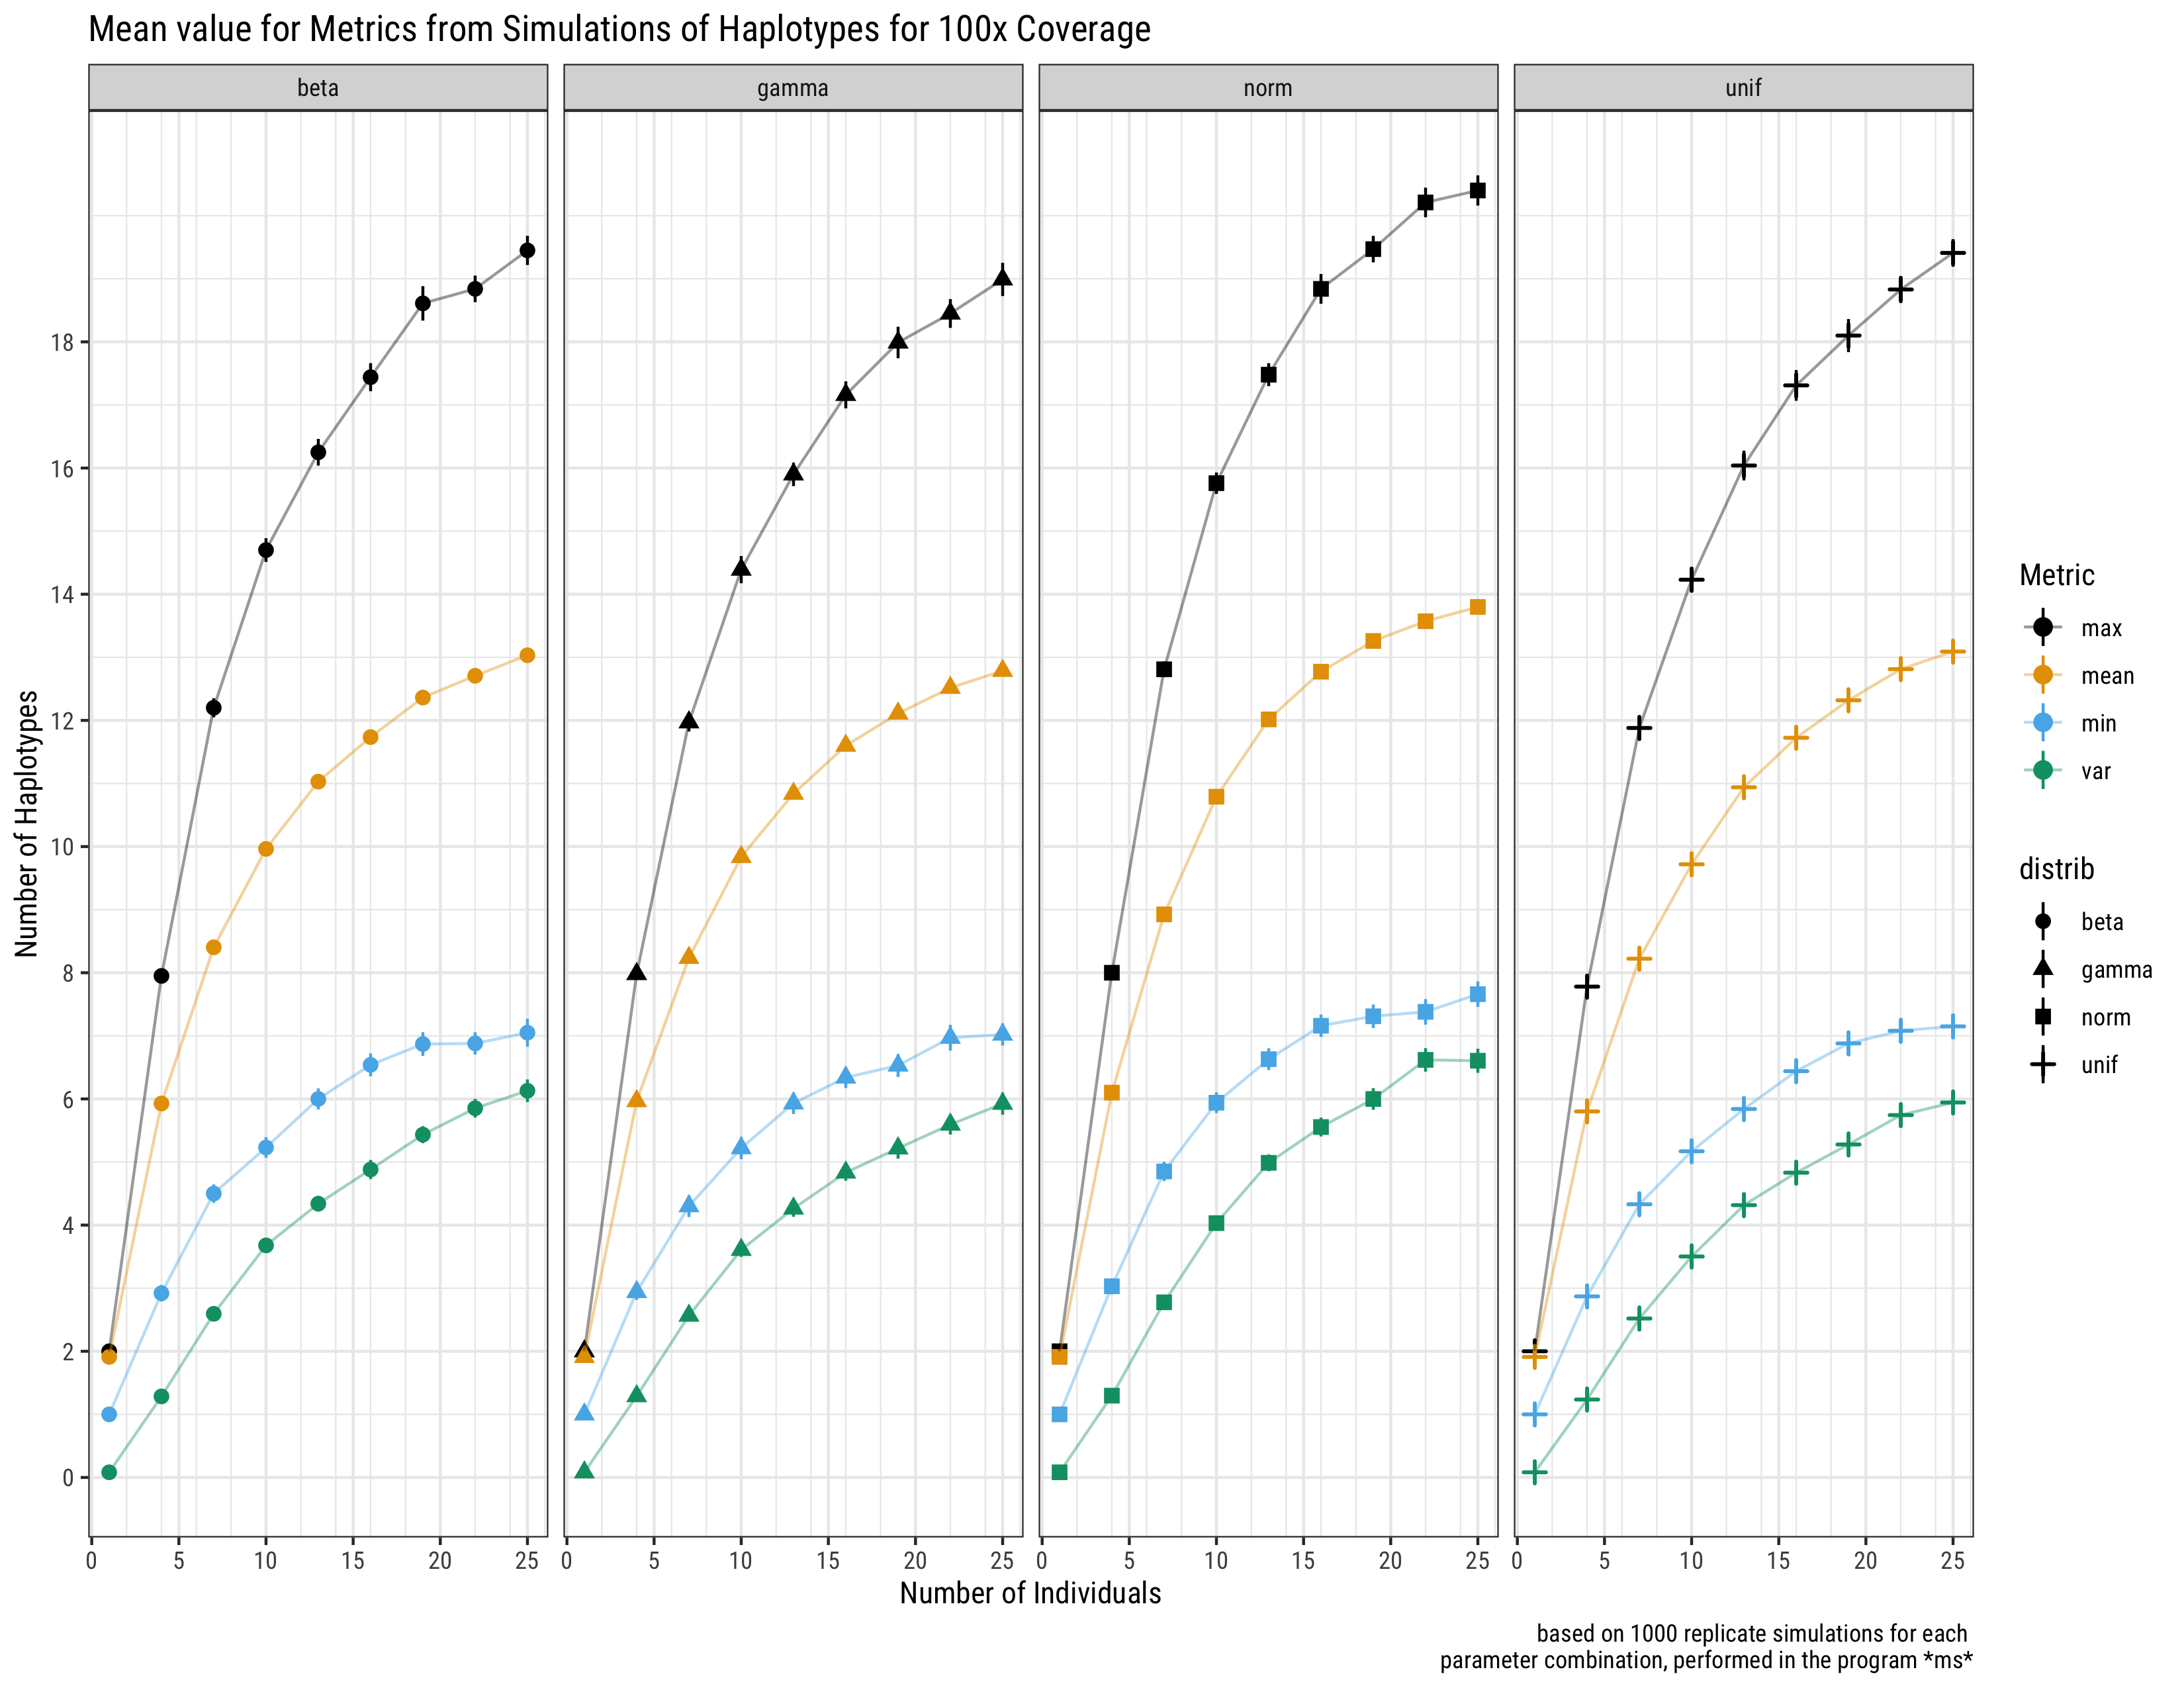 Mean value for Metrics from Simulations of Haplotypes for 100x Coverage
beta gamma norm unif
18
16
14
12
10
8
6
4
2
0
Number of Haplotypes
0 5 10 15 20 25 0 5 10 15 20 25 0 5 10 15 20 25 0 5 10 15 20 25
Number of Individuals
Metric
max
mean
min
var
distrib
beta
gamma
norm
unif
based on 1000 replicate simulations for each
parameter combination, performed in the program *ms*